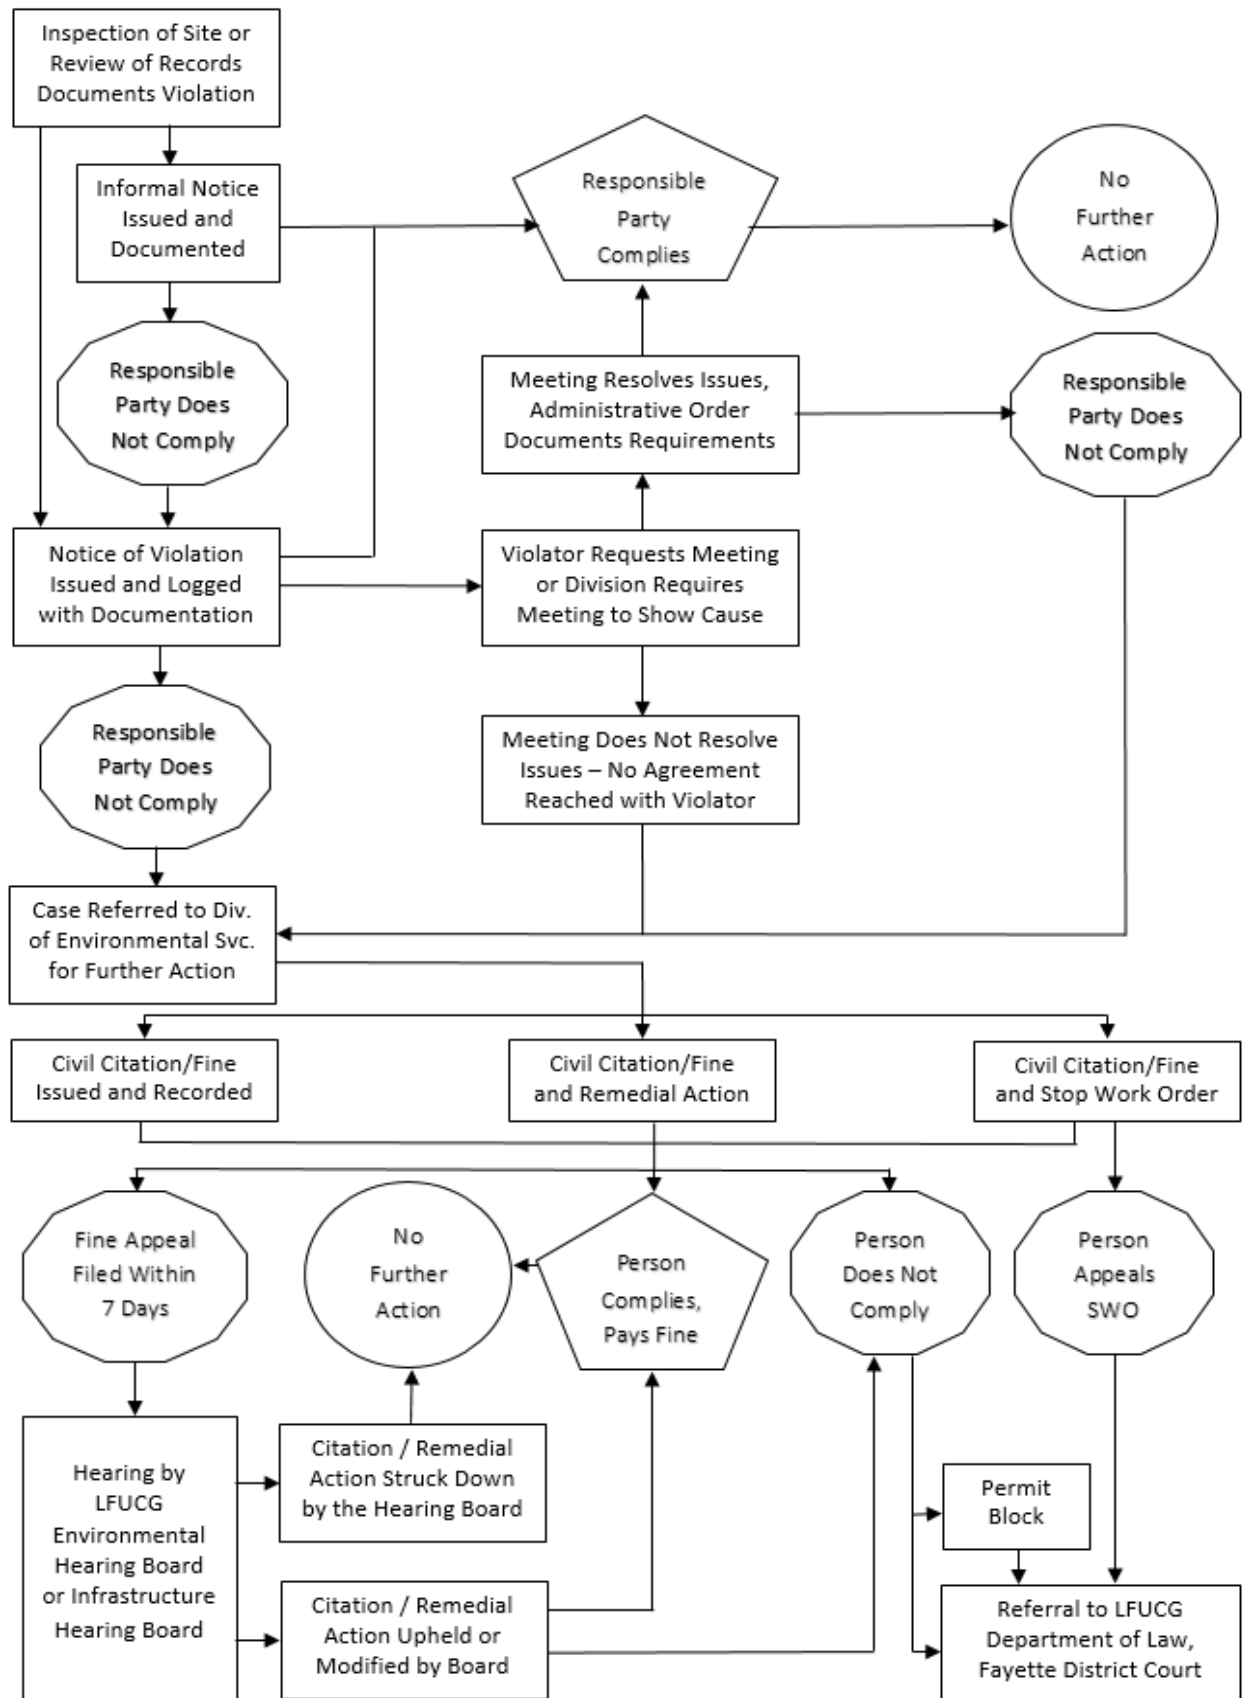 Inspection of Site or
Review of Records
Documents Violation
Informal Notice
Issued and
Documented
Responsible
Party
Complies
No
Further
Action
Responsible
Party Does
Not Comply
Meeting Resolves Issues,
Administrative Order
Documents Requirements
Responsible
Party Does
Not Comply
Notice of Violation
Issued and Logged
with Documentation
Violator Requests Meeting
or Division Requires
Meeting to Show Cause
Responsible
Party Does
Not Comply
Meeting Does Not Resolve
Issues – No Agreement
Reached with Violator
Case Referred to Div.
of Environmental Svc.
for Further Action
Civil Citation/Fine
Issued and Recorded
Civil Citation/Fine
and Remedial Action
Civil Citation/Fine
and Stop Work Order
Fine Appeal
Filed Within
7 Days
No
Further
Action
Person
Complies,
Pays Fine
Person
Does Not
Comply
Person
Appeals
SWO
Hearing by
LFUCG
Environmental
Hearing Board
or Infrastructure
Hearing Board
Citation / Remedial
Action Struck Down
by the Hearing Board
Permit
Block
Citation / Remedial
Action Upheld or
Modified by Board
Referral to LFUCG
Department of Law,
Fayette District Court